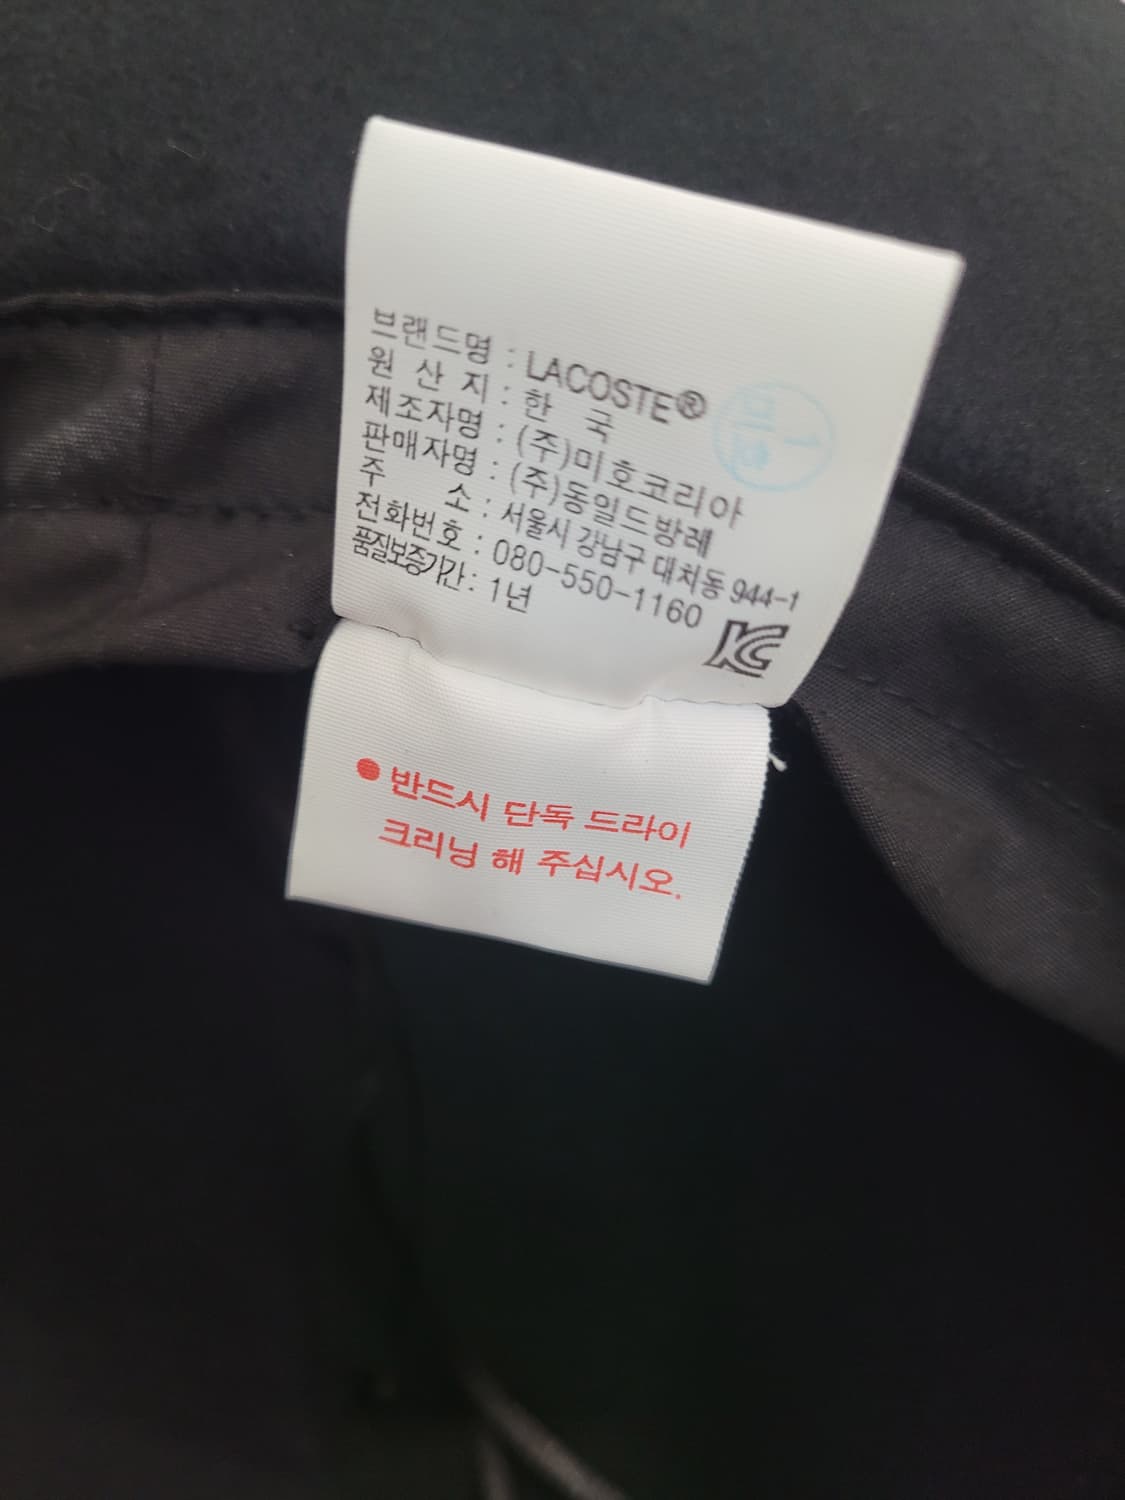 브랜드명 : LACOSTE®
원 산 지 : 한 국
제조자명 : (주)미호코리아
판매자명 : (주)동일드방레
주 소 : 서울시 강남구 대치동 944-1
전화번호 : 080-550-1160
품질보증기간 : 1년
● 반드시 단독 드라이
크리닝 해 주십시오.